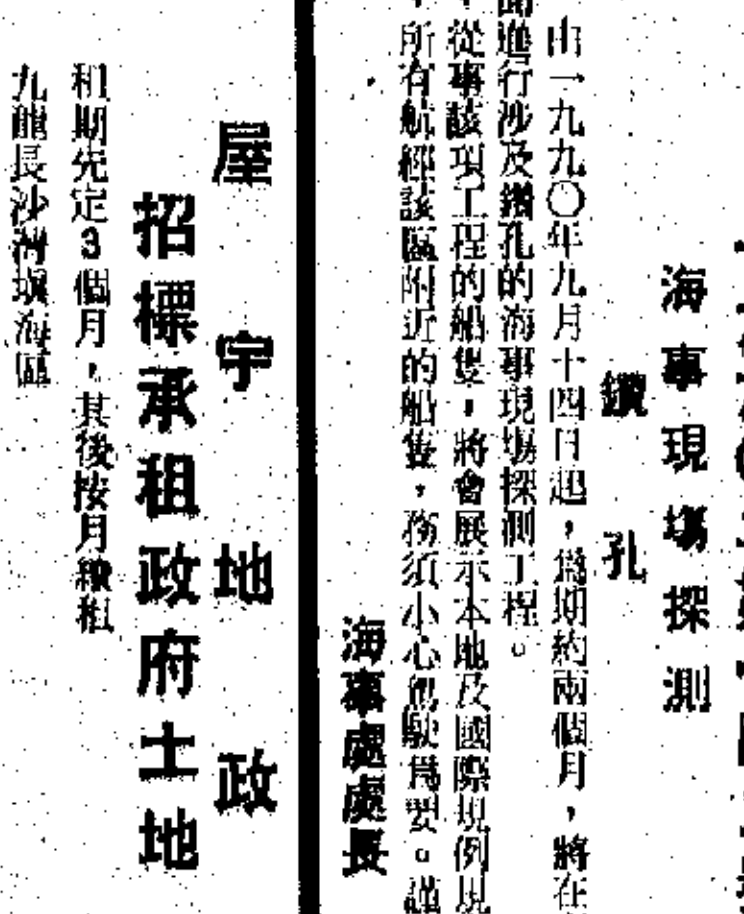 海事現場探測
鑽孔
由一九九〇年九月十四日起，為期約兩個月，將在
進行涉及鑽孔的海事現場探測工程。
從事該項工程的船隻，將會展示本地及國際規例規
所有航經該區附近的船隻，務須小心駕駛為要。謹
海事處處長
屋宇地政
招標承租政府土地
租期先定3個月，其後按月續租
九龍長沙灣填海區